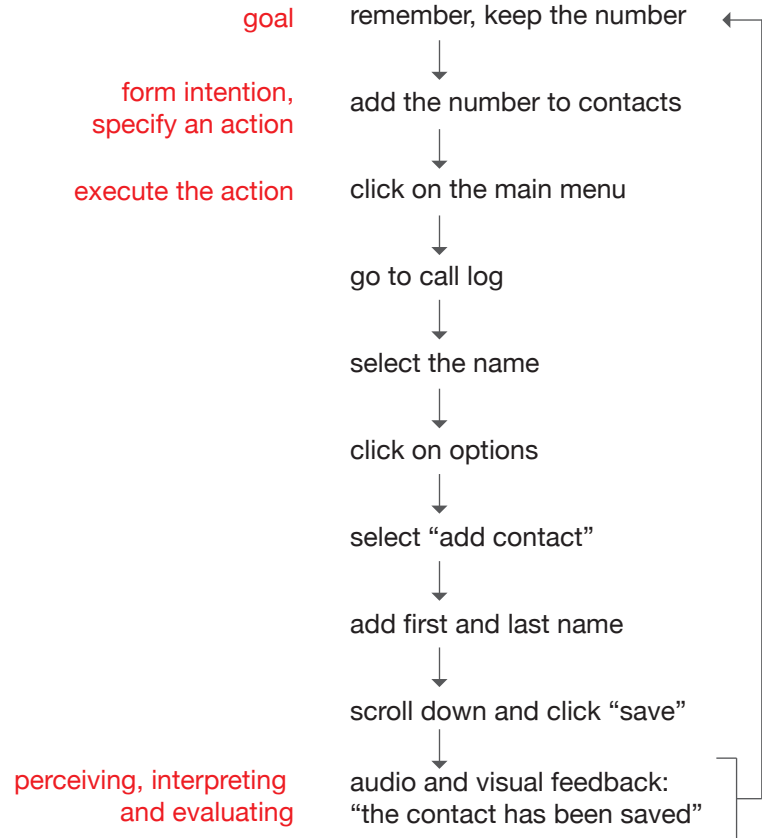 goal
remember, keep the number
form intention,
specify an action
add the number to contacts
execute the action
click on the main menu
go to call log
select the name
click on options
select “add contact”
add first and last name
scroll down and click “save”
perceiving, interpreting
and evaluating
audio and visual feedback:
“the contact has been saved”